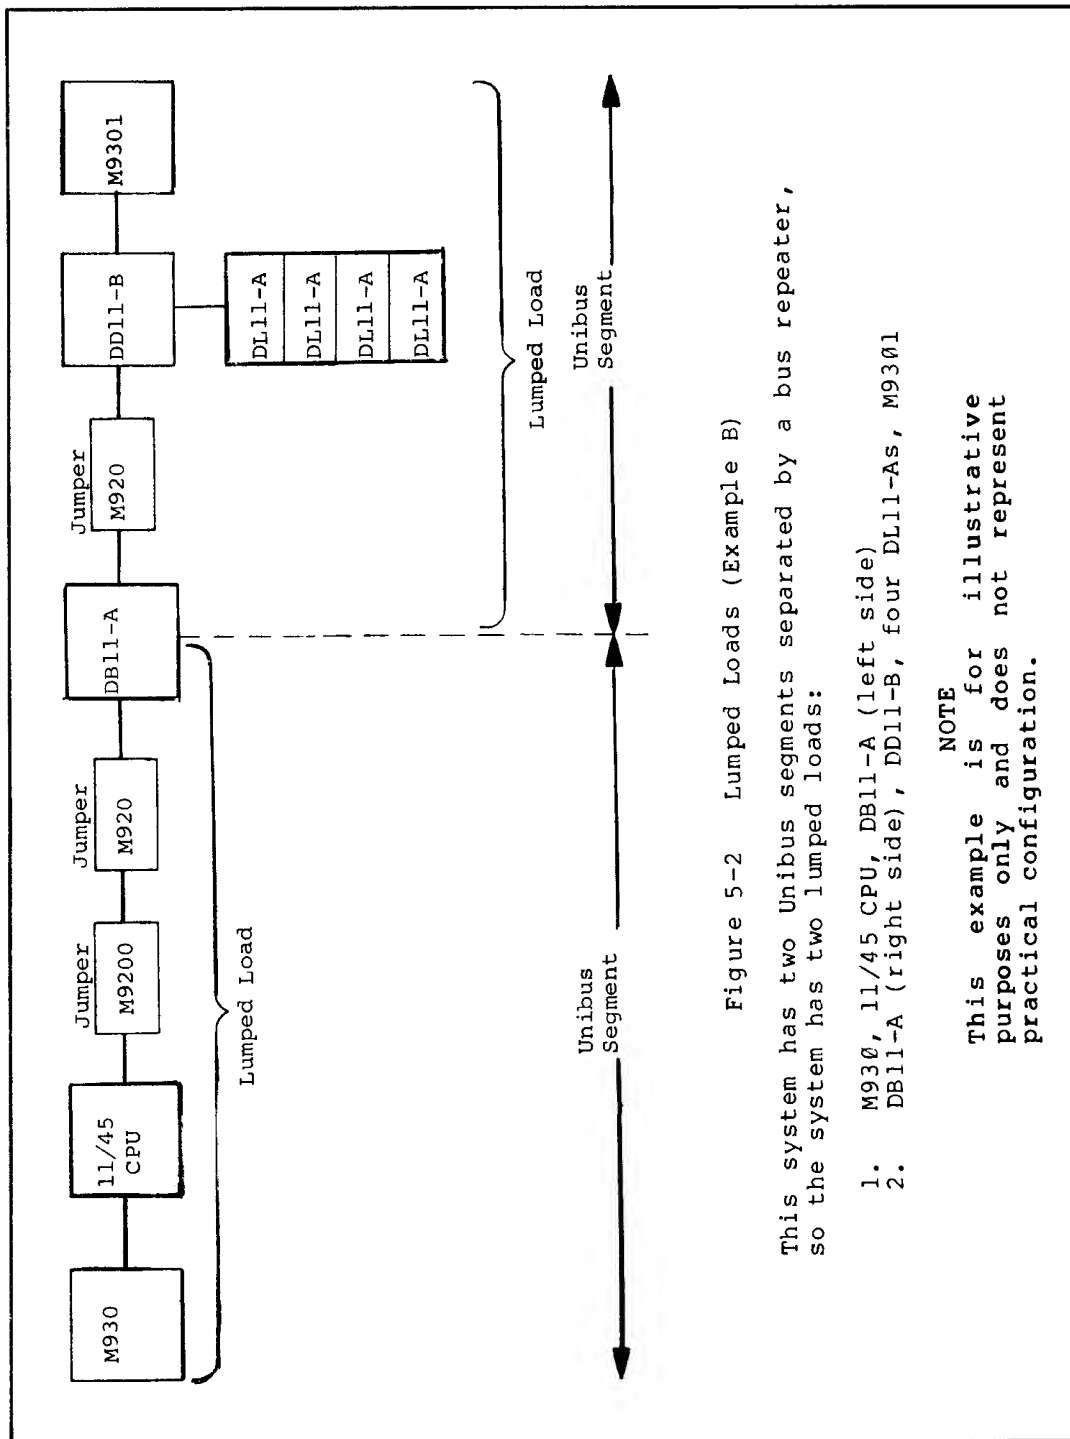 Jumper Jumper Jumper
M930 11/45 CPU M9200 M920 DB11-A M920 DD11-B M9301
DL11-A
DL11-A
DL11-A
DL11-A
Lumped Load
Lumped Load
Unibus
Segment
Unibus
Segment
Figure 5-2 Lumped Loads (Example B)
This system has two Unibus segments separated by a bus repeater,
so the system has two lumped loads:
1. M93Ø, 11/45 CPU, DB11-A (left side)
2. DB11-A (right side), DD11-B, four DL11-As, M93Ø1
NOTE
This example is for illustrative
purposes only and does not represent
practical configuration.